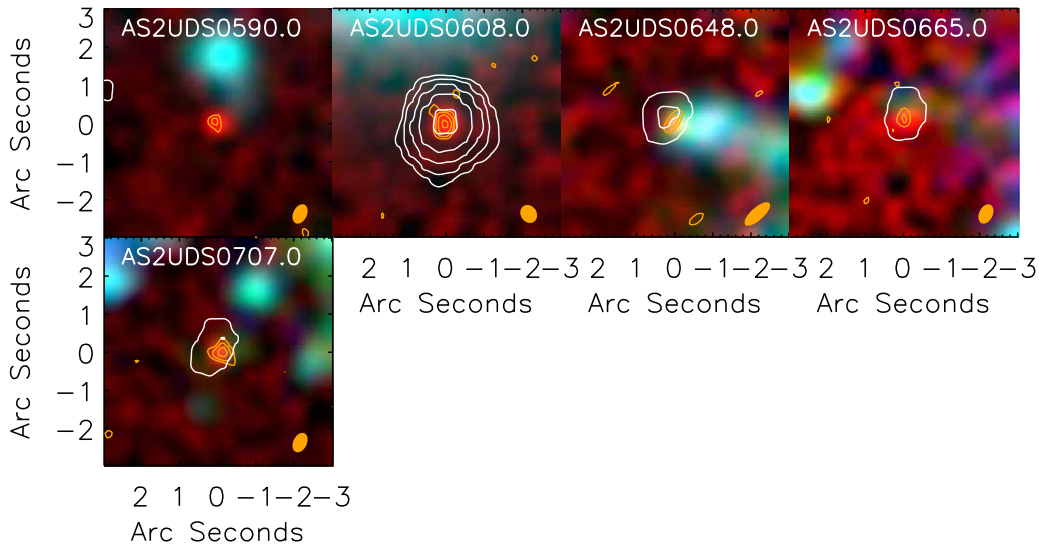 AS2UDS0590.0 AS2UDS0608.0 AS2UDS0648.0 AS2UDS0665.0
3
2
1
0
−1
−2
Arc Seconds
2 1 0 −1−2−3 2 1 0 −1−2−3 2 1 0 −1−2−3
Arc Seconds Arc Seconds Arc Seconds
AS2UDS0707.0
3
2
1
0
−1
−2
Arc Seconds
2 1 0 −1−2−3
Arc Seconds